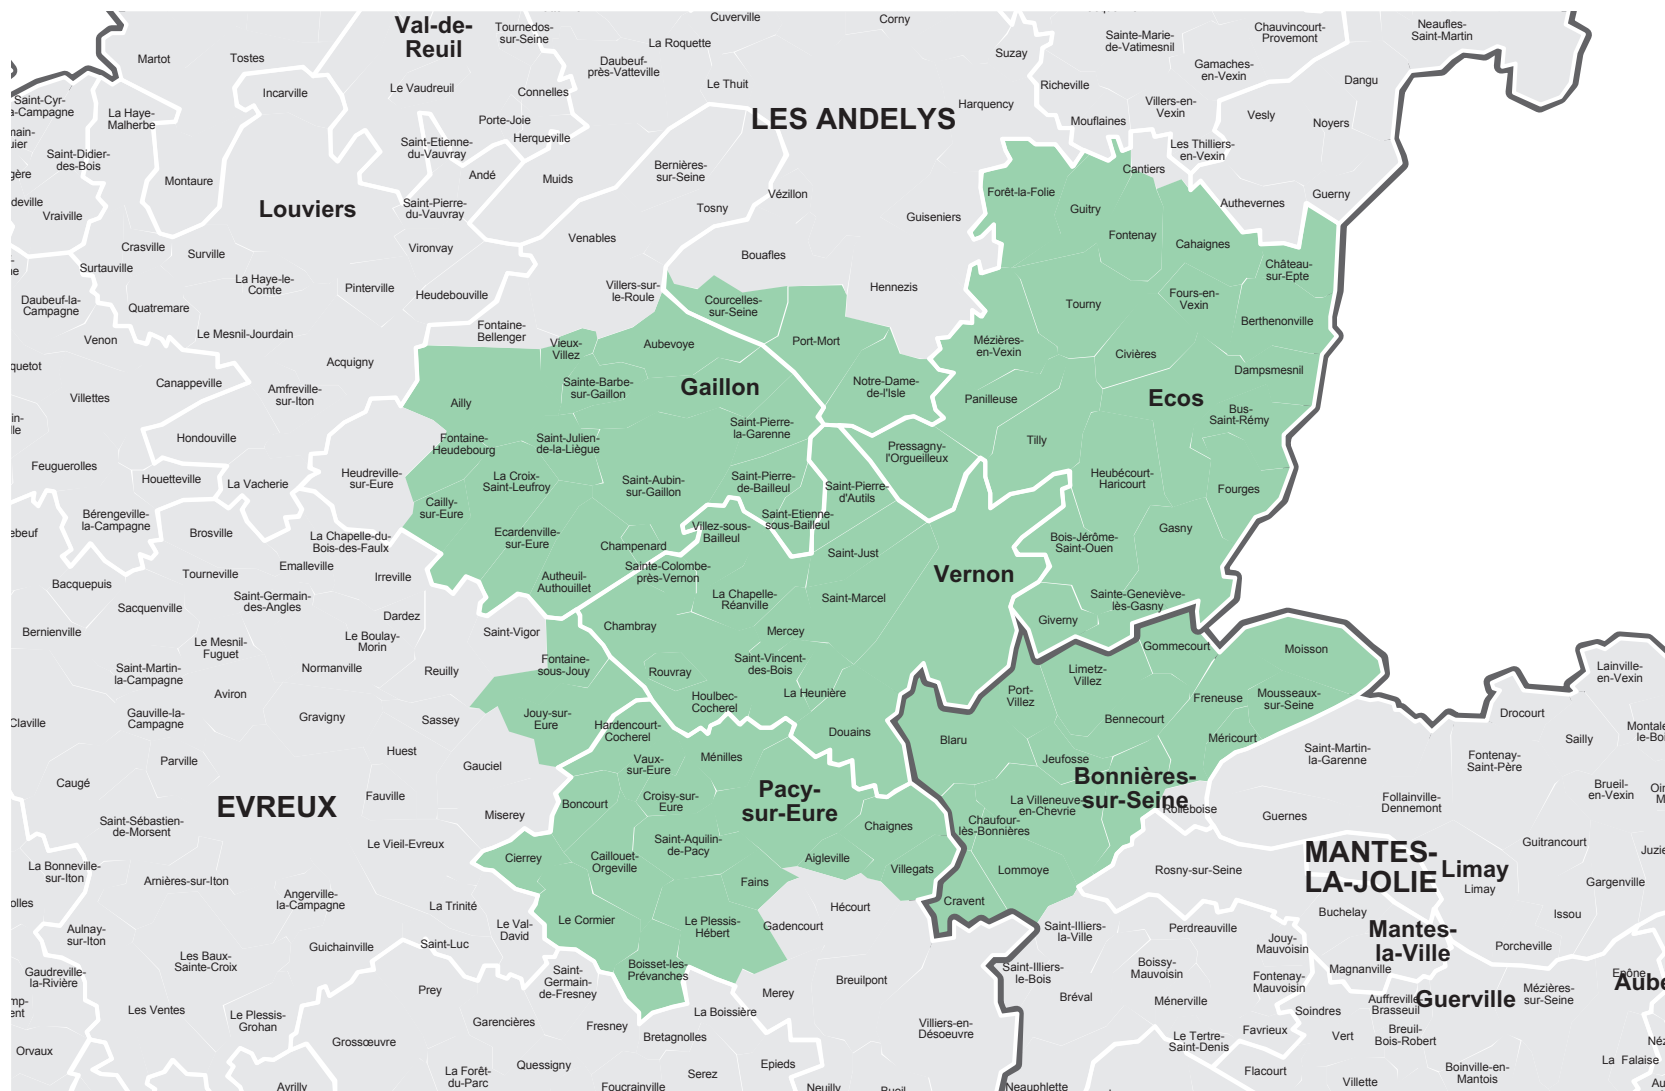 Val-de-
Reuil
Tournedos-
sur-Seine
Cuverville
Corny
Sainte-Marie-
de-Vatimesnil
Chauvincourt-
Provemont
Neaufles-
Saint-Martin
Martot
Tostes
La Roquette
Suzay
Daubeuf-
près-Vatteville
Gamaches-
en-Vexin
Dangu
Incarville
Le Vaudreuil
Connelles
Le Thuit
Richeville
Saint-Cyr-
a-Campagne
La Haye-
Malherbe
Porte-Joie
LES ANDELYS
Harquency
Mouflaines
Villers-en-
Vexin
Vesly
Noyers
Herqueville
Saint-Etienne-
du-Vauvray
Les Thilliers-
en-Vexin
Saint-Didier-
des-Bois
Montaure
Andé
Muids
Bernières-
sur-Seine
Vézillon
Cantiers
Forêt-la-Folie
Guerny
Authevernes
deville
Vraiville
Louviers
Saint-Pierre-
du-Vauvray
Tosny
Guiseniers
Guitry
Fontenay
Cahaignes
Crasville
Surville
Vironvay
Venables
Bouafles
Château-
sur-Epte
Surtauville
La Haye-le-
Comte
Pinterville
Heudebouville
Villers-sur-
le-Roule
Hennezis
Daubeuf-la-
Campagne
Quatremare
Courcelles-
sur-Seine
Tourny
Fours-en-
Vexin
Berthenonville
Venon
Le Mesnil-Jourdain
Fontaine-
Bellenger
Vieux-
Villez
Aubevoye
Port-Mort
Mézières-
en-Vexin
Civières
Dampsmesnil
quetot
Acquigny
Canappeville
Amfreville-
sur-Iton
Villettes
Ailly
Sainte-Barbe-
sur-Gaillon
Gaillon
Notre-Dame-
de-l'Isle
Panilleuse
Ecos
Bus-
Saint-Rémy
Hondouville
Fontaine-
Heudebourg
Saint-Julien-
de-la-Liègue
Saint-Pierre-
la-Garenne
Pressagny-
l'Orgueilleux
Tilly
Feuguerolles
Houetteville
La Vacherie
Heudreville-
sur-Eure
La Croix-
Saint-Leufroy
Saint-Aubin-
sur-Gaillon
Saint-Pierre-
de-Bailleul
Saint-Pierre-
d'Autils
Heubécourt-
Haricourt
Fourges
Cailly-
sur-Eure
Bérengeville-
la-Campagne
Brosville
La Chapelle-du-
Bois-des-Faulx
Ecardenville-
sur-Eure
Champenard
Villez-sous-
Bailleul
Saint-Etienne-
sous-Bailleul
Saint-Just
Bois-Jérôme-
Saint-Ouen
Gasny
Bacquepuis
Tourneville
Emalleville
Irreville
Autheuil-
Authouillet
Sainte-Colombe-
près-Vernon
Vernon
Sacquenville
Saint-Germain-
des-Angles
Dardez
La Chapelle-
Réanville
Saint-Marcel
Sainte-Geneviève-
lès-Gasny
Giverny
Bernienville
Le Mesnil-
Fuguet
Le Boulay-
Morin
Saint-Vigor
Chambray
Mercey
Gommecourt
Moisson
Saint-Martin-
la-Campagne
Normanville
Reuilly
Fontaine-
sous-Jouy
Rouvray
Saint-Vincent-
des-Bois
Limetz-
Villez
Lainville-
en-Vexin
Aviron
Houlbec-
Cocherel
La Heunière
Port-
Villez
Freneuse
Mousseaux-
sur-Seine
Claville
Gauville-la-
Campagne
Gravigny
Sassey
Jouy-sur-
Eure
Hardencourt-
Cocherel
Douains
Blaru
Bennecourt
Méricourt
Drocourt
Sailly
Parville
Huest
Gauciel
Vaux-
sur-Eure
Ménilles
Jeufosse
Saint-Martin-
la-Garenne
Fontenay-
Saint-Père
Caugé
EVREUX
Fauville
Boncourt
Croisy-sur-
Eure
Pacy-
sur-Eure
La Villeneuve-
en-Chevrie
Bonnières-
sur-Seine
Rolleboise
Follainville-
Dennemont
Brueil-
en-Vexin
Saint-Sébastien-
de-Morsent
Miserey
Chaignes
Chaufour-
lès-Bonnières
Guernes
Le Vieil-Evreux
Cierrey
Caillouet-
Orgeville
Saint-Aquilin-
de-Pacy
Aigleville
Villegats
Lommoye
Rosny-sur-Seine
MANTES-
LA-JOLIE
Limay
Limay
Guitrancourt
La Bonneville-
sur-Iton
Arnières-sur-Iton
Angerville-
la-Campagne
Fains
Cravent
Gargenville
La Trinité
Le Val-
David
Le Cormier
Le Plessis-
Hébert
Hécourt
Gadencourt
Saint-Illiers-
la-Ville
Perdreauville
Buchelay
Issou
Aulnay-
sur-Iton
Guichainville
Saint-Luc
Jouy-
Mauvoisin
Mantes-
la-Ville
Porcheville
Les Baux-
Sainte-Croix
Boisset-les-
Prévanches
Saint-Illiers-
le-Bois
Boissy-
Mauvoisin
Magnanville
Gaudreville-
la-Rivière
Prey
Saint-
Germain-
de-Fresney
Merey
Breuilpont
Bréval
Ménerville
Fontenay-
Mauvoisin
Auffreville-
Brasseuil
Guerville
Mézières-
sur-Seine
Epône
Aube
Les Ventes
Le Plessis-
Grohan
Garencières
Fresney
La Boissière
Soindres
Grossœuvre
Bretagnolles
Villiers-en-
Désoeuvre
Le Tertre-
Saint-Denis
Favrieux
Vert
Breuil-
Bois-Robert
Orvaux
Quessigny
Epieds
La Falaise
Avrilly
La Forêt-
du-Parc
Foucrainville
Serez
Neuilly
Bueil
Neauphlette
Flacourt
Villette
Boinville-en-
Mantois